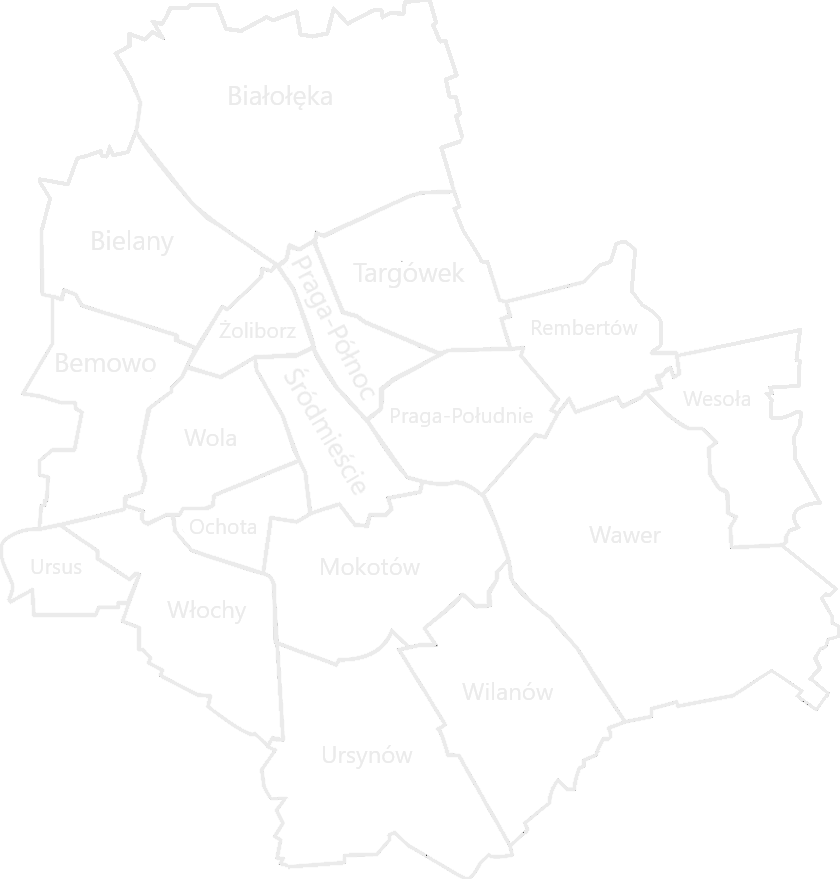 Białołęka
Bielany
Targówek
Praga-Północ
Żoliborz
Rembertów
Bemowo
Wesoła
Praga-Południe
Śródmieście
Wola
Ochota
Wawer
Ursus
Mokotów
Włochy
Wilanów
Ursynów